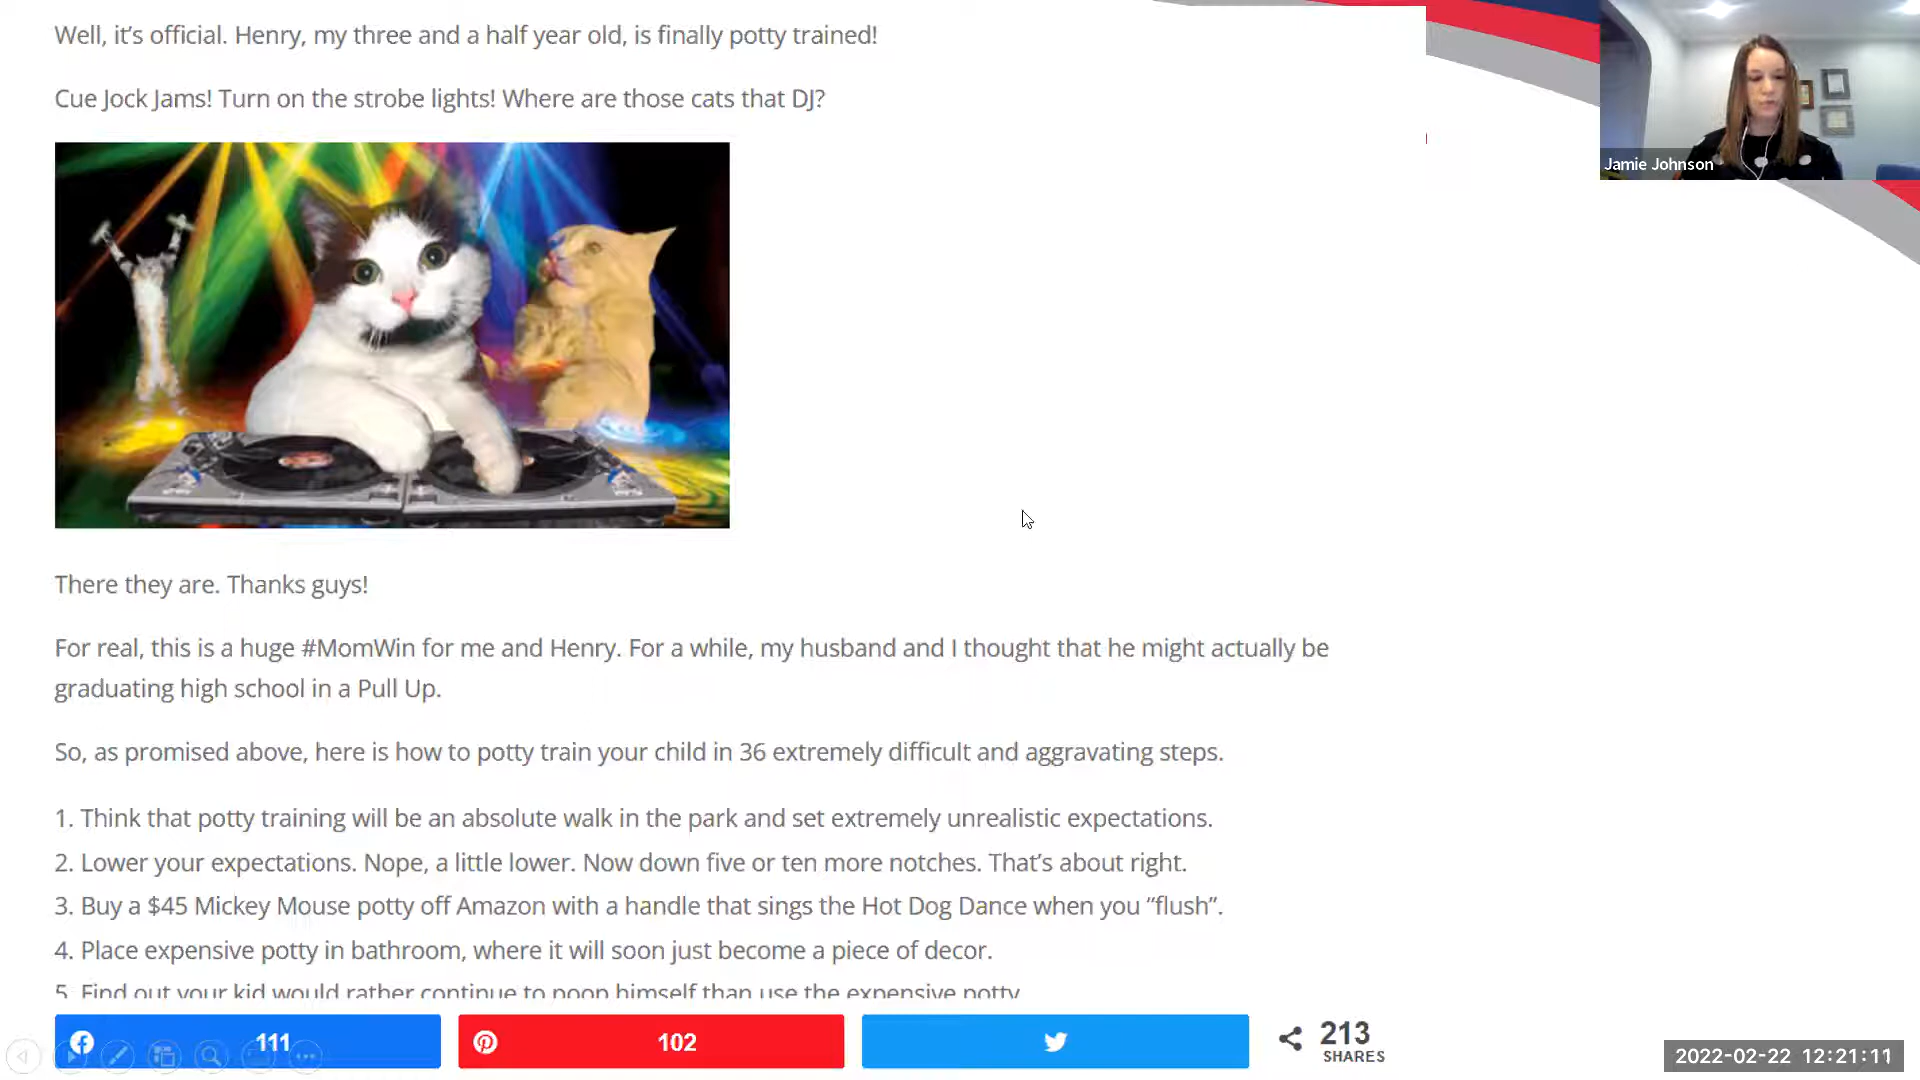 Well, it’s official. Henry, my three and a half year old, is finally potty trained!
Cue Jock Jams! Turn on the strobe lights! Where are those cats that DJ?
Jamie Johnson
There they are. Thanks guys!
For real, this is a huge #MomWin for me and Henry. For a while, my husband and I thought that he might actually be
graduating high school in a Pull Up.
So, as promised above, here is how to potty train your child in 36 extremely difficult and aggravating steps.
1. Think that potty training will be an absolute walk in the park and set extremely unrealistic expectations.
2. Lower your expectations. Nope, a little lower. Now down five or ten more notches. That’s about right.
3. Buy a $45 Mickey Mouse potty off Amazon with a handle that sings the Hot Dog Dance when you “flush”.
4. Place expensive potty in bathroom, where it will soon just become a piece of decor.
5. Find out your kid would rather continue to poop himself than use the expensive potty
111
102
213
SHARES
2022-02-22 12:21:11